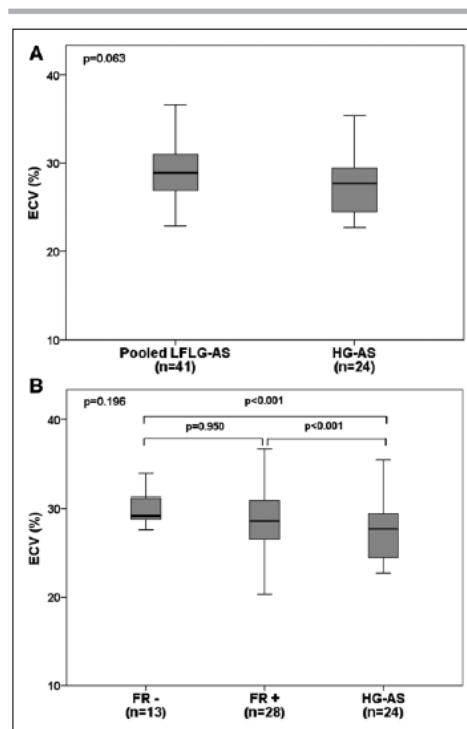 A
p=0.063
40
30
20
10
ECV (%)
Pooled LFLG-AS HG-AS
(n=41) (n=24)
B
p=0.196 p<0.001
40
p=0.950 p<0.001
30
20
10
ECV (%)
FR - FR + HG-AS
(n=13) (n=28) (n=24)